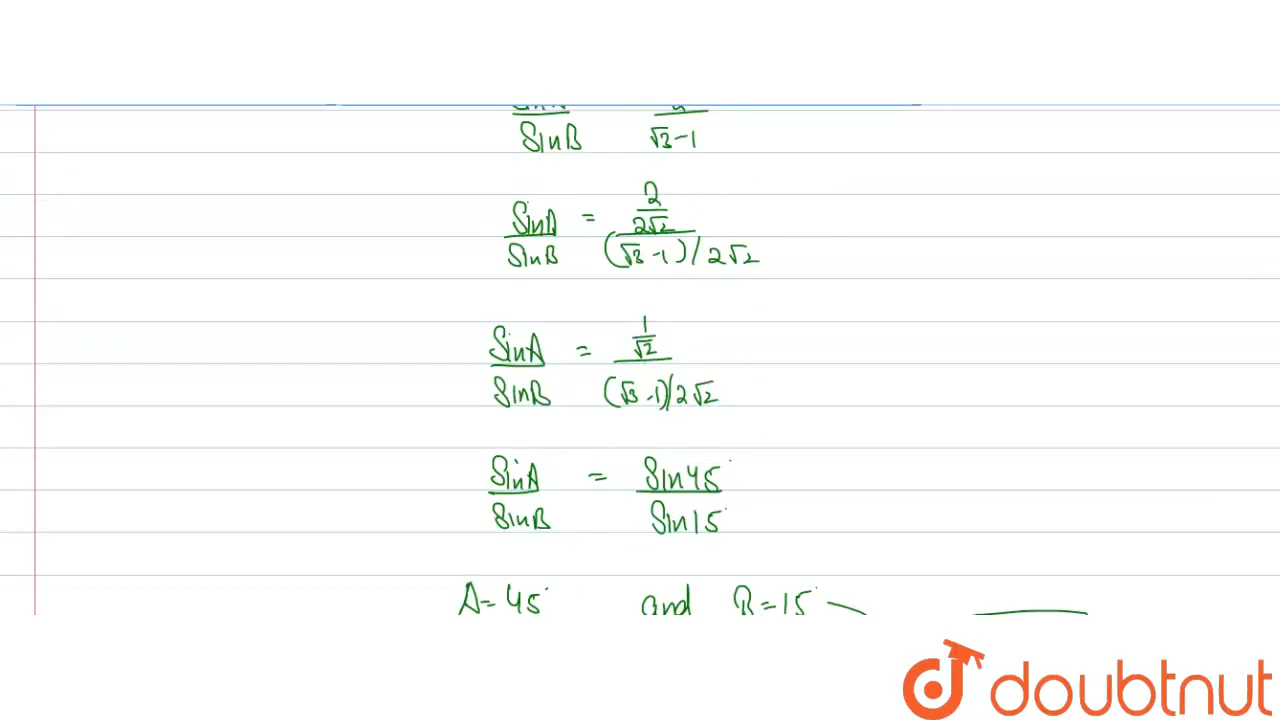 SinB √3-1
2
SinA = 2√2
SinB (√3-1)/2√2
1
SinA = √2
SinB (√3-1)/2√2
SinA = Sin45°
SinB Sin15°
A=45° and B=15°
doubtnut